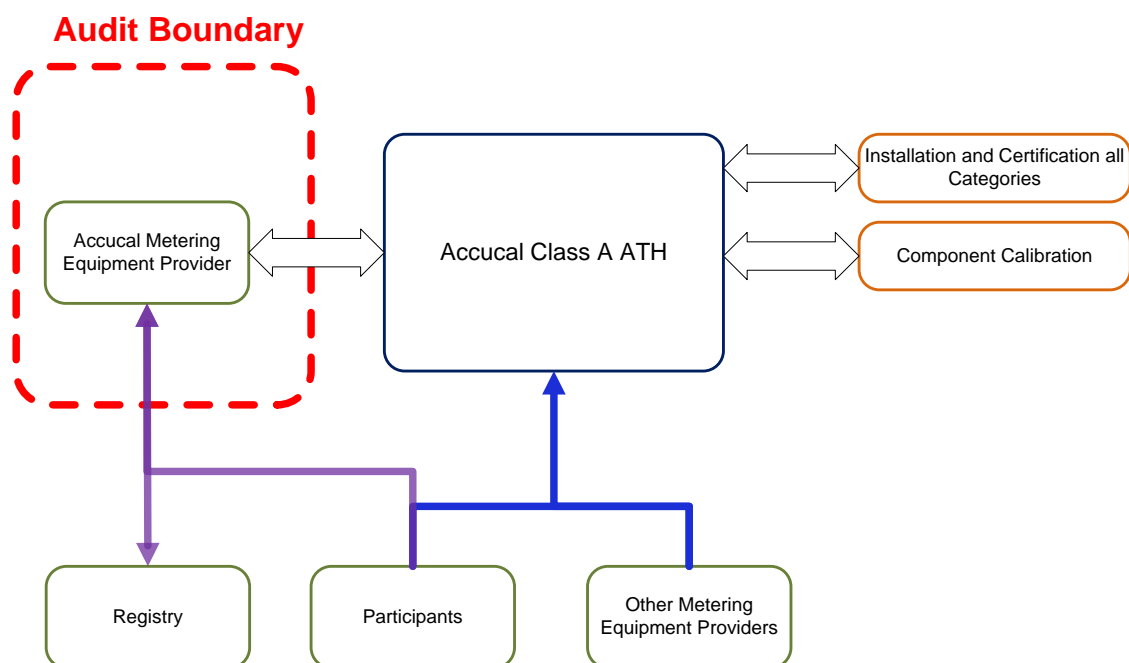 Audit Boundary
Installation and Certification all
Categories
Accucal Metering
Equipment Provider
Accucal Class A ATH
Component Calibration
Registry
Participants
Other Metering
Equipment Providers